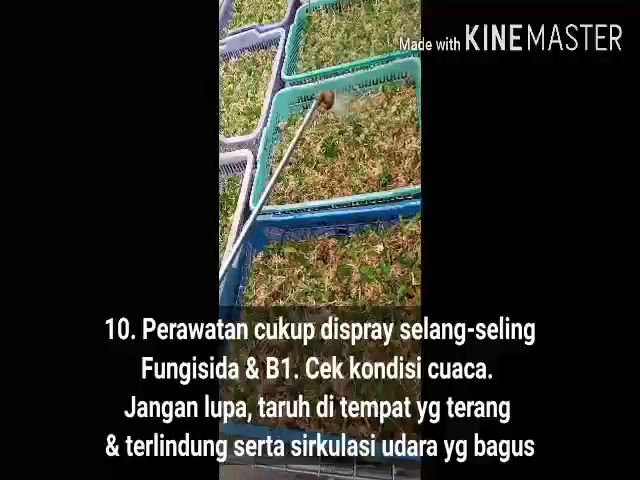 Made with KINEMASTER
10. Perawatan cukup dispray selang-seling
Fungisida & B1. Cek kondisi cuaca.
Jangan lupa, taruh di tempat yg terang
& terlindung serta sirkulasi udara yg bagus